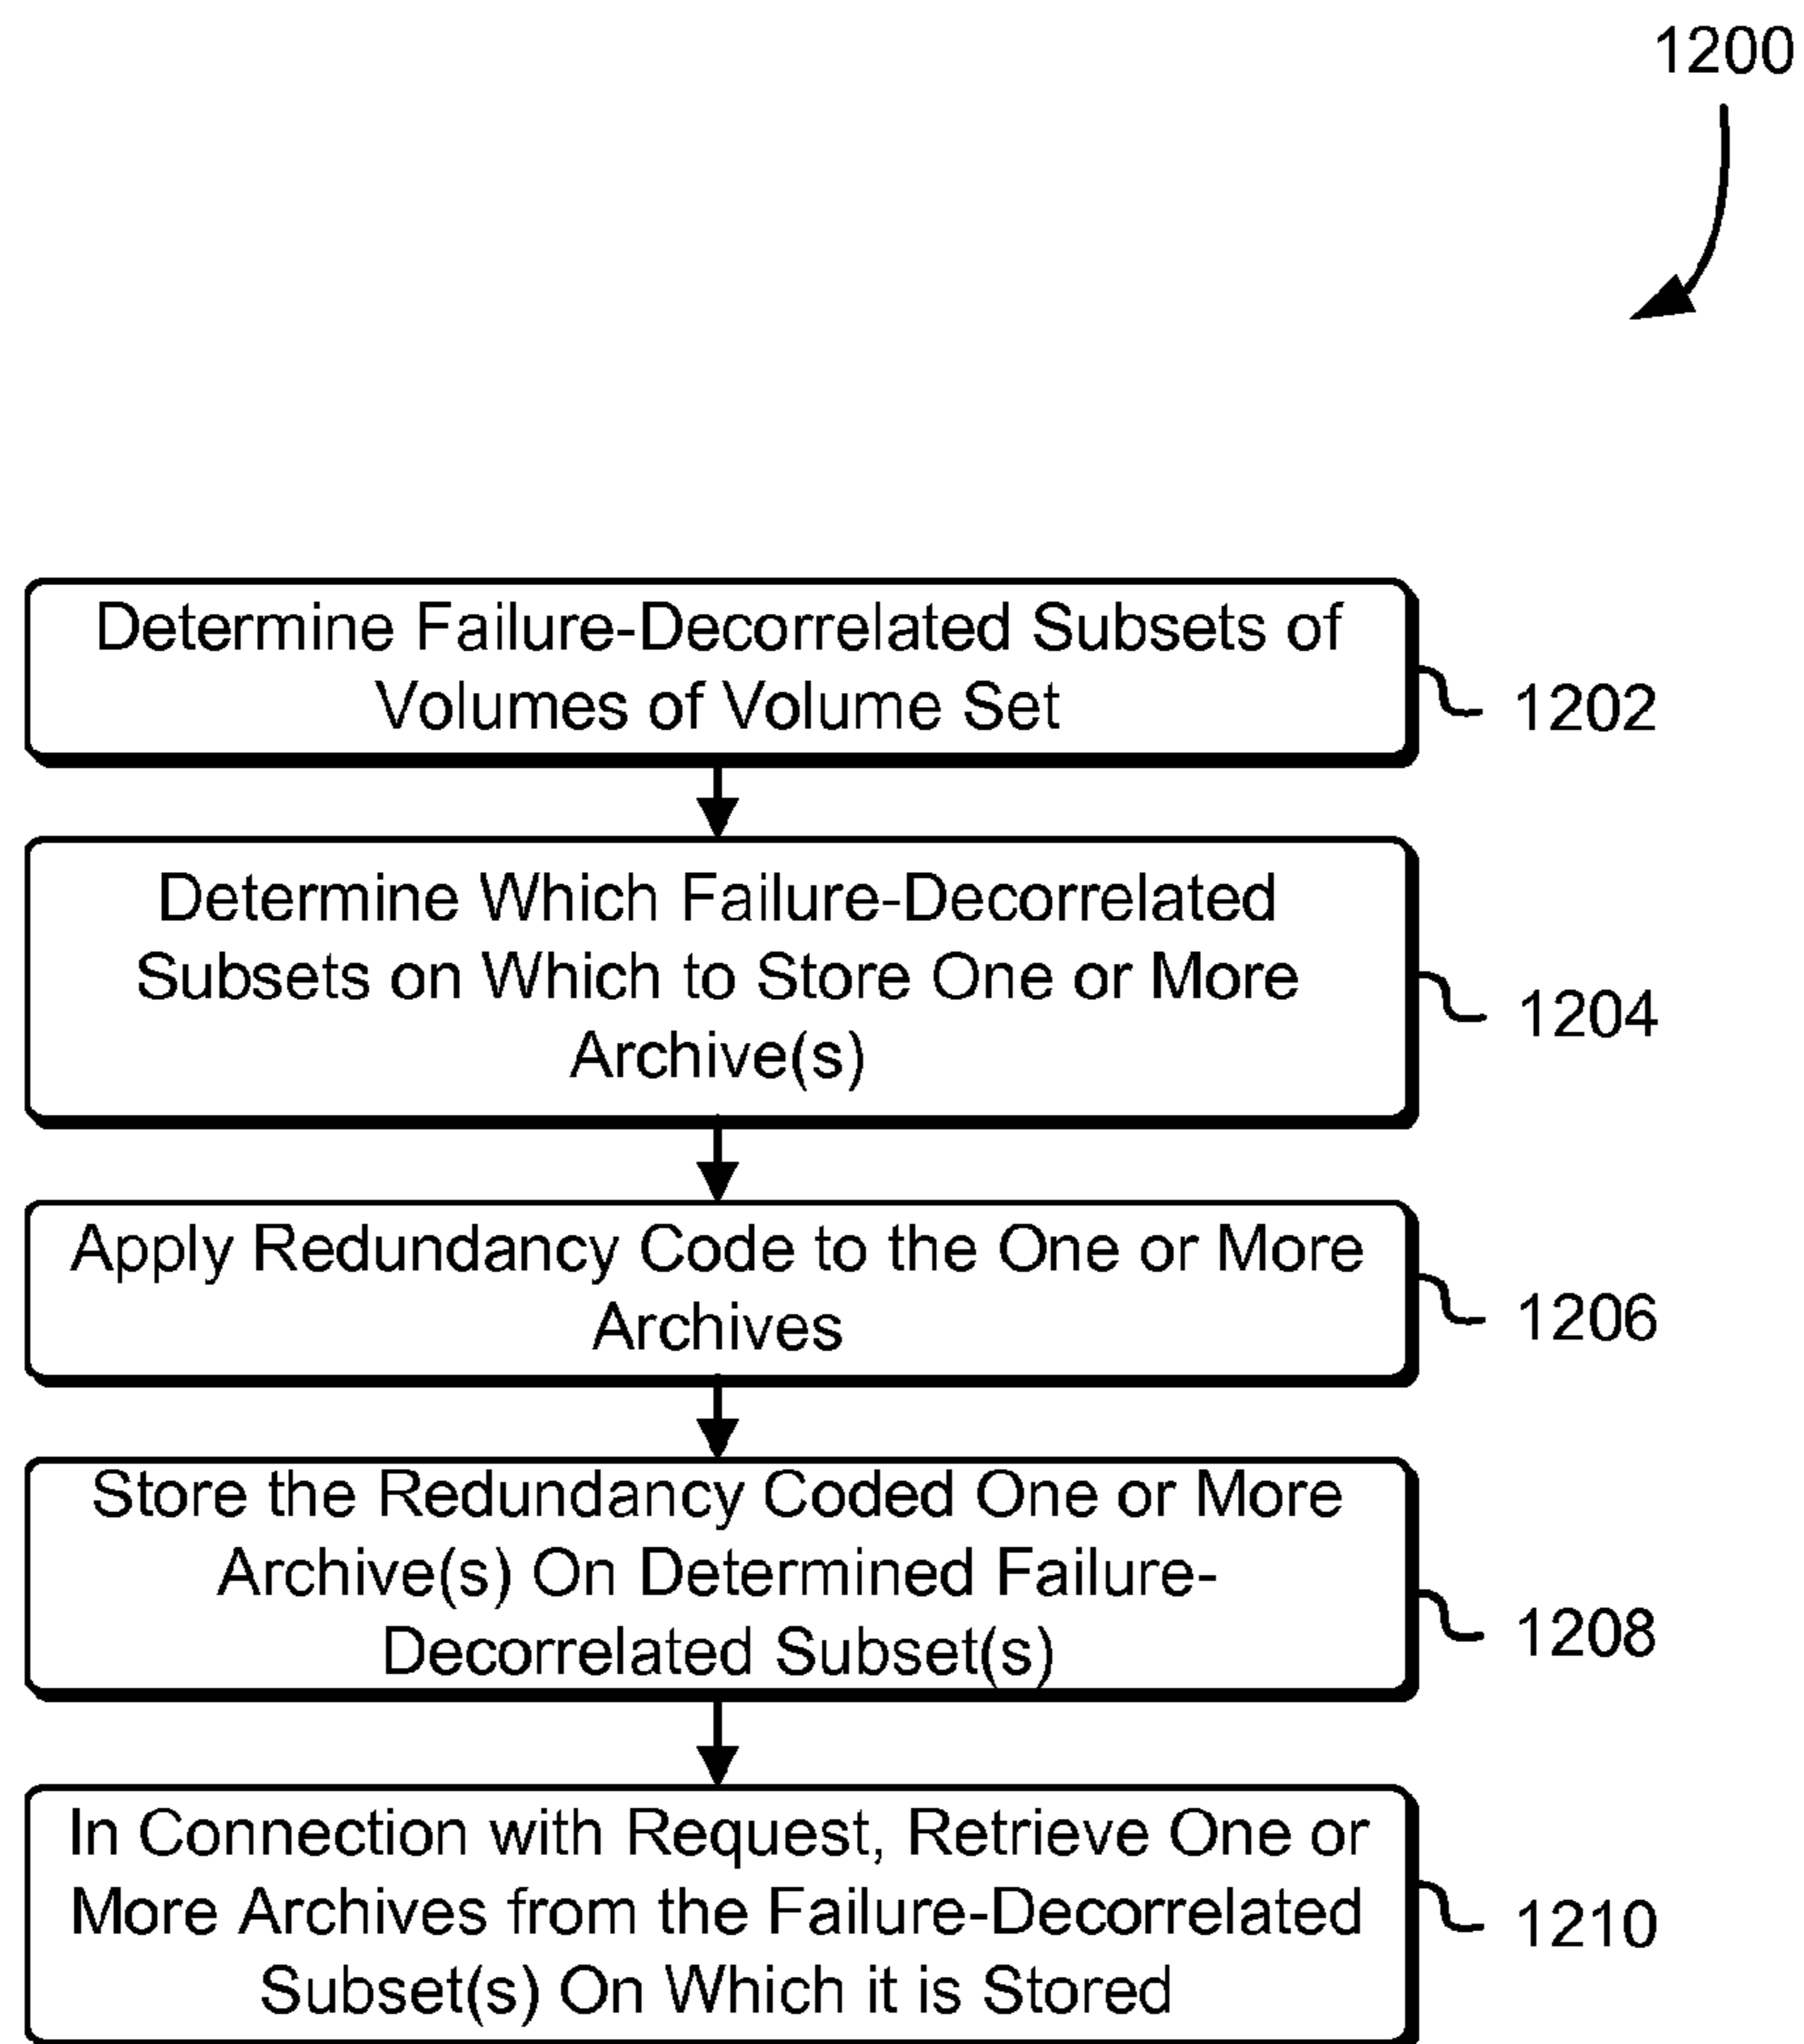 1200
Determine Failure-Decorrelated Subsets of
Volumes of Volume Set
1202
Determine Which Failure-Decorrelated
Subsets on Which to Store One or More
Archive(s)
1204
Apply Redundancy Code to the One or More
Archives
1206
Store the Redundancy Coded One or More
Archive(s) On Determined Failure-
Decorrelated Subset(s)
1208
In Connection with Request, Retrieve One or
More Archives from the Failure-Decorrelated
Subset(s) On Which it is Stored
1210